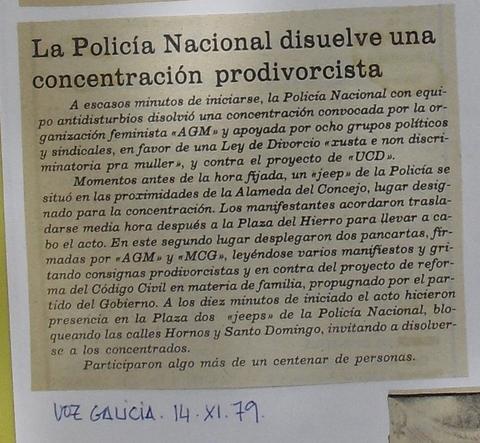 La Policía Nacional disuelve una
concentración prodivorcista
A escasos minutos de iniciarse, la Policía Nacional con equi-
po antidisturbios disolvió una concentración convocada por la or-
ganización feminista «AGM» y apoyada por ocho grupos políticos
y sindicales, en favor de una Ley de Divorcio «xusta e non discri-
minatoria pra muller», y contra el proyecto de «UCD».
Momentos antes de la hora fijada, un «jeep» de la Policía se
situó en las proximidades de la Alameda del Concejo, lugar desig-
nado para la concentración. Los manifestantes acordaron trasla-
darse media hora después a la Plaza del Hierro para llevar a ca-
bo el acto. En este segundo lugar desplegaron dos pancartas, fir-
madas por «AGM» y «MCG», leyéndose varios manifiestos y gri-
tando consignas prodivorcistas y en contra del proyecto de refor-
ma del Código Civil en materia de familia, propugnado por el par-
tido del Gobierno. A los diez minutos de iniciado el acto hicieron
presencia en la Plaza dos «jeeps» de la Policía Nacional, blo-
queando las calles Hornos y Santo Domingo, invitando a disolver-
se a los concentrados.
Participaron algo más de un centenar de personas.
VOZ GALICIA. 14. XI. 79.